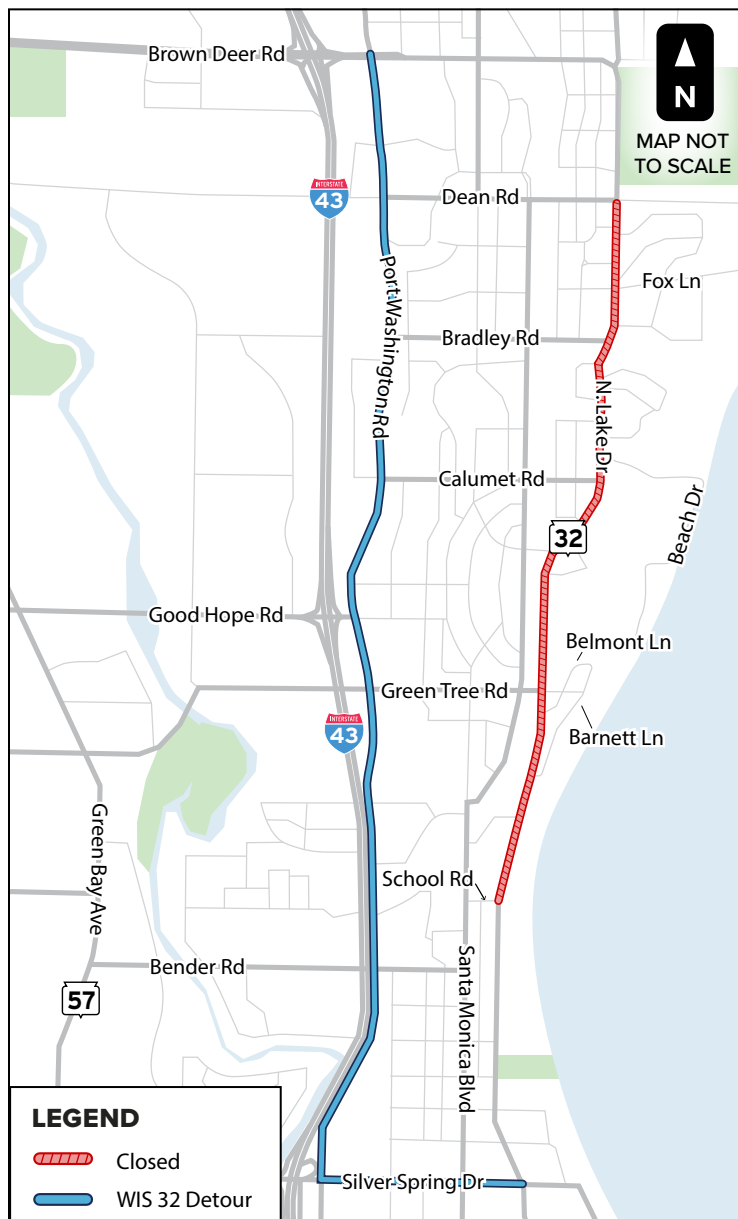 Brown Deer Rd
N
MAP NOT
TO SCALE
INTERSTATE
43
Dean Rd
Port Washington Rd
Fox Ln
Bradley Rd
N. Lake Dr
Calumet Rd
Beach Dr
32
Good Hope Rd
Belmont Ln
Green Tree Rd
INTERSTATE
43
Barnett Ln
Green Bay Ave
School Rd
Santa Monica Blvd
Bender Rd
57
LEGEND
Closed
WIS 32 Detour
Silver Spring Dr